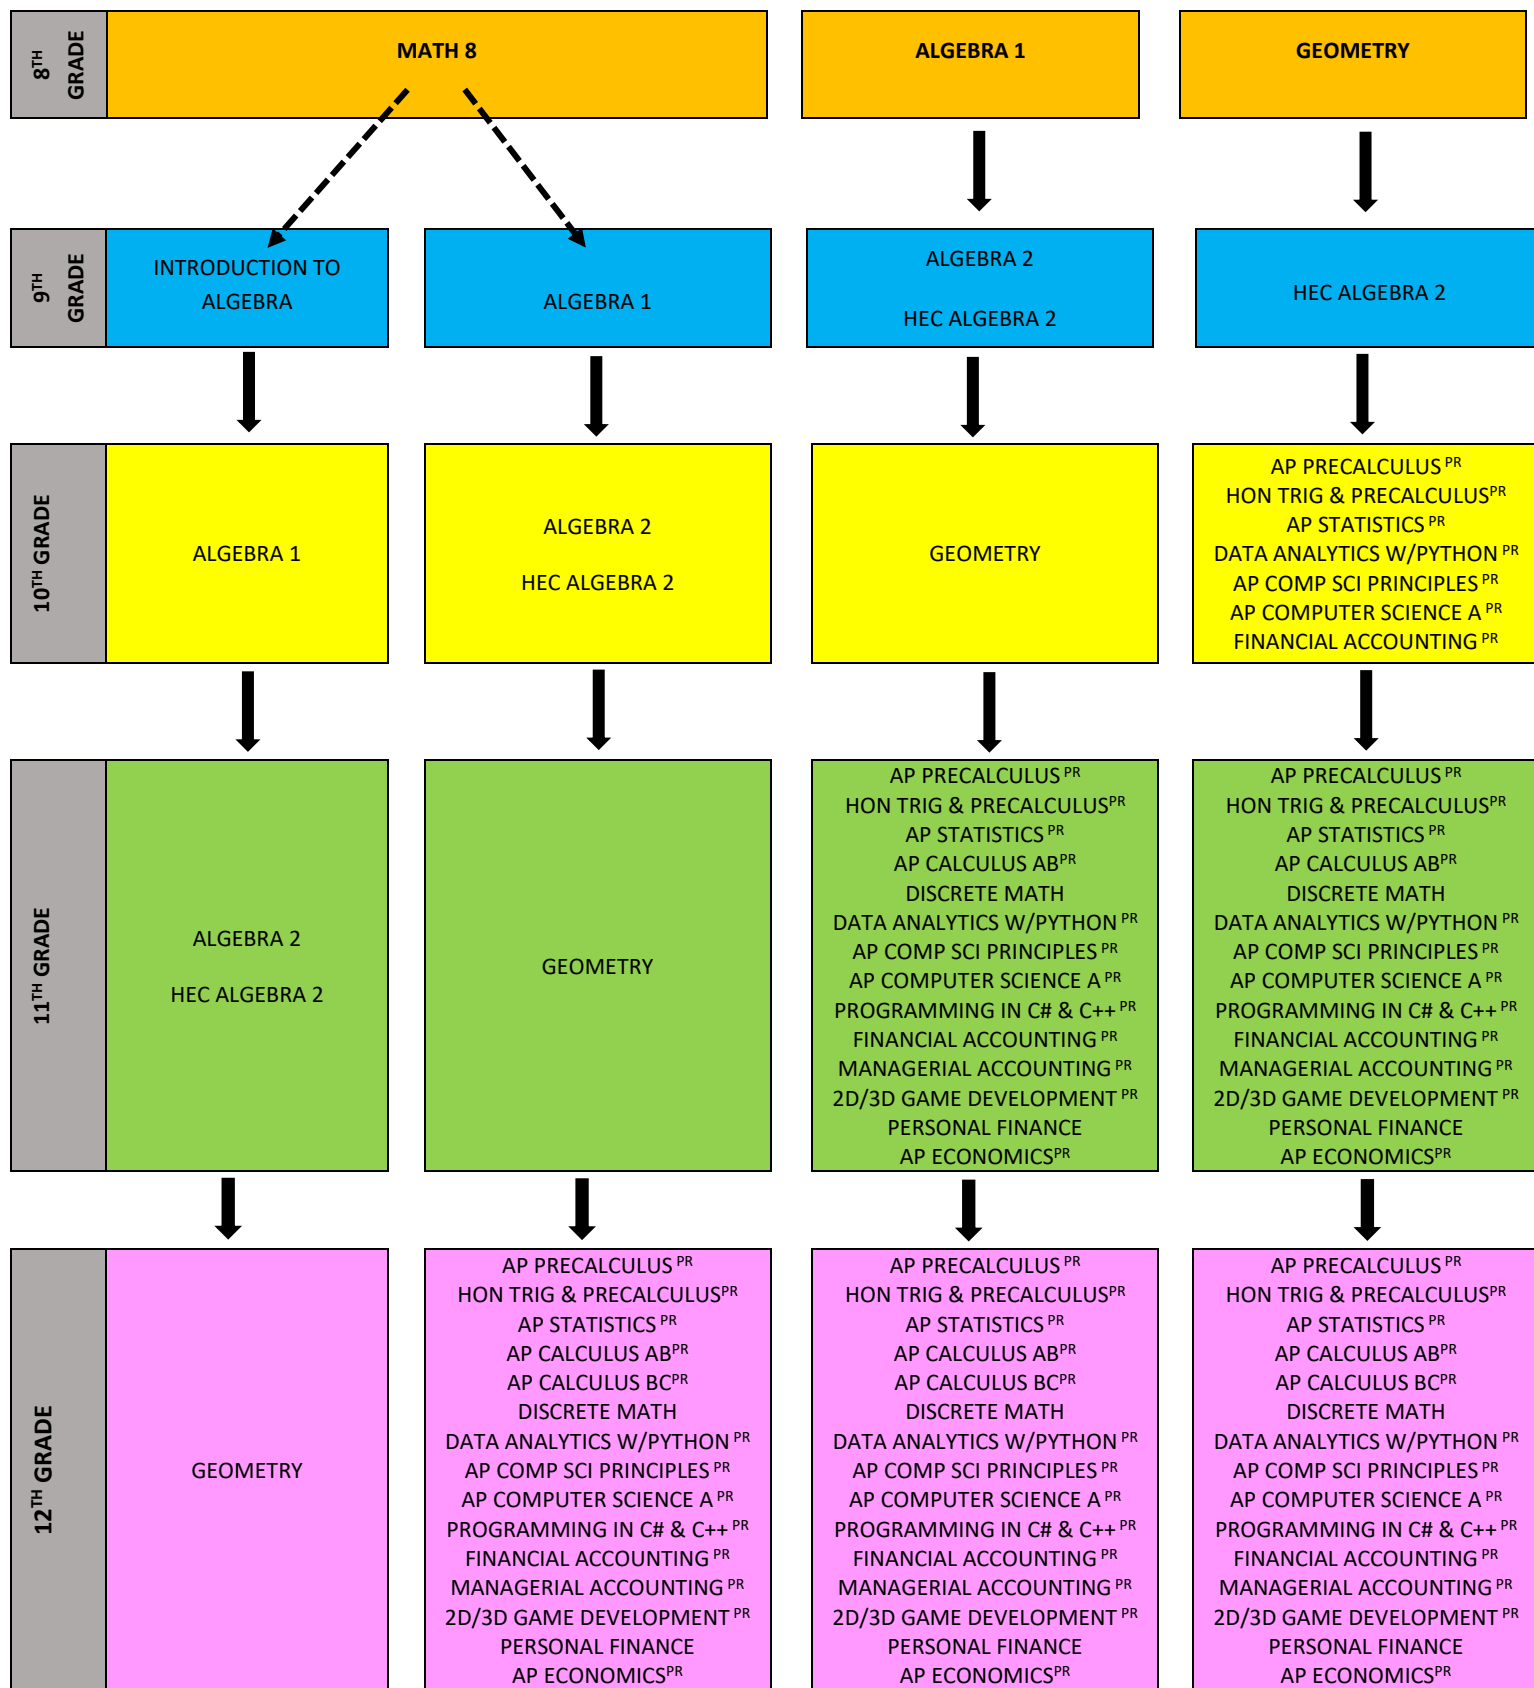 8TH
GRADE
MATH 8
ALGEBRA 1
GEOMETRY
9TH
GRADE
INTRODUCTION TO
ALGEBRA
ALGEBRA 1
ALGEBRA 2
HEC ALGEBRA 2
HEC ALGEBRA 2
10TH GRADE
ALGEBRA 1
ALGEBRA 2
HEC ALGEBRA 2
GEOMETRY
AP PRECALCULUS PR
HON TRIG & PRECALCULUSPR
AP STATISTICS PR
DATA ANALYTICS W/PYTHON PR
AP COMP SCI PRINCIPLES PR
AP COMPUTER SCIENCE A PR
FINANCIAL ACCOUNTING PR
11TH GRADE
ALGEBRA 2
HEC ALGEBRA 2
GEOMETRY
AP PRECALCULUS PR
HON TRIG & PRECALCULUSPR
AP STATISTICS PR
AP CALCULUS ABPR
DISCRETE MATH
DATA ANALYTICS W/PYTHON PR
AP COMP SCI PRINCIPLES PR
AP COMPUTER SCIENCE A PR
PROGRAMMING IN C# & C++ PR
FINANCIAL ACCOUNTING PR
MANAGERIAL ACCOUNTING PR
2D/3D GAME DEVELOPMENT PR
PERSONAL FINANCE
AP ECONOMICSPR
AP PRECALCULUS PR
HON TRIG & PRECALCULUSPR
AP STATISTICS PR
AP CALCULUS ABPR
DISCRETE MATH
DATA ANALYTICS W/PYTHON PR
AP COMP SCI PRINCIPLES PR
AP COMPUTER SCIENCE A PR
PROGRAMMING IN C# & C++ PR
FINANCIAL ACCOUNTING PR
MANAGERIAL ACCOUNTING PR
2D/3D GAME DEVELOPMENT PR
PERSONAL FINANCE
AP ECONOMICSPR
12TH GRADE
GEOMETRY
AP PRECALCULUS PR
HON TRIG & PRECALCULUSPR
AP STATISTICS PR
AP CALCULUS ABPR
AP CALCULUS BCPR
DISCRETE MATH
DATA ANALYTICS W/PYTHON PR
AP COMP SCI PRINCIPLES PR
AP COMPUTER SCIENCE A PR
PROGRAMMING IN C# & C++ PR
FINANCIAL ACCOUNTING PR
MANAGERIAL ACCOUNTING PR
2D/3D GAME DEVELOPMENT PR
PERSONAL FINANCE
AP ECONOMICSPR
AP PRECALCULUS PR
HON TRIG & PRECALCULUSPR
AP STATISTICS PR
AP CALCULUS ABPR
AP CALCULUS BCPR
DISCRETE MATH
DATA ANALYTICS W/PYTHON PR
AP COMP SCI PRINCIPLES PR
AP COMPUTER SCIENCE A PR
PROGRAMMING IN C# & C++ PR
FINANCIAL ACCOUNTING PR
MANAGERIAL ACCOUNTING PR
2D/3D GAME DEVELOPMENT PR
PERSONAL FINANCE
AP ECONOMICSPR
AP PRECALCULUS PR
HON TRIG & PRECALCULUSPR
AP STATISTICS PR
AP CALCULUS ABPR
AP CALCULUS BCPR
DISCRETE MATH
DATA ANALYTICS W/PYTHON PR
AP COMP SCI PRINCIPLES PR
AP COMPUTER SCIENCE A PR
PROGRAMMING IN C# & C++ PR
FINANCIAL ACCOUNTING PR
MANAGERIAL ACCOUNTING PR
2D/3D GAME DEVELOPMENT PR
PERSONAL FINANCE
AP ECONOMICSPR